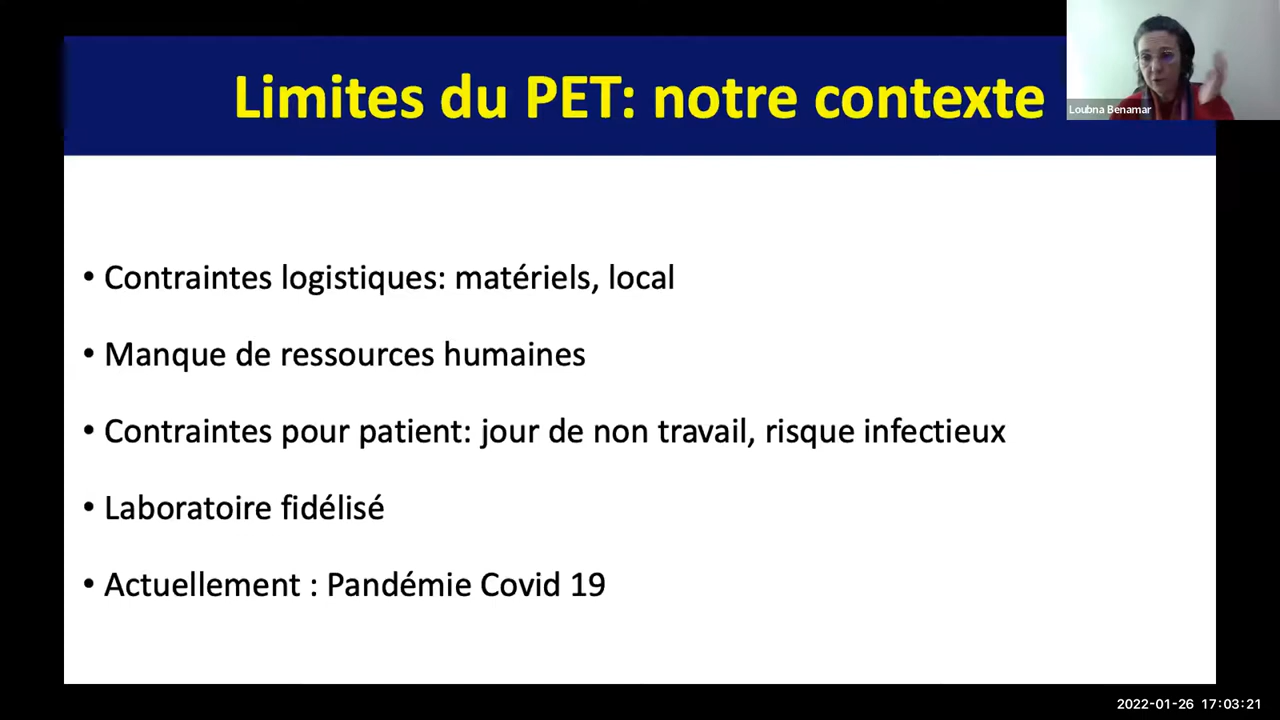 Limites du PET: notre contexte
Loubna Benamar
• Contraintes logistiques: matériels, local
• Manque de ressources humaines
• Contraintes pour patient: jour de non travail, risque infectieux
• Laboratoire fidélisé
• Actuellement : Pandémie Covid 19
2022-01-26 17:03:21